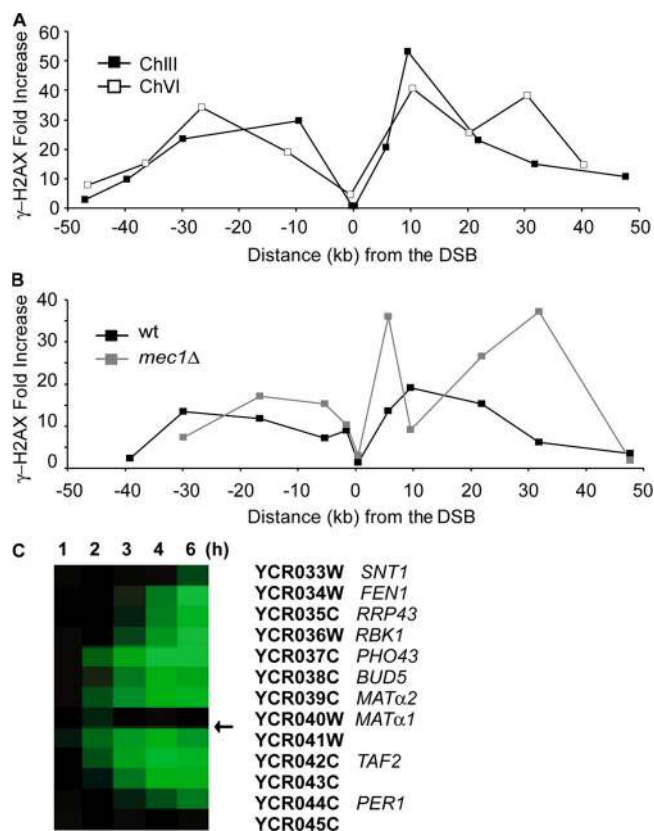 A
γ–H2AX Fold Increase
60
50
40
30
20
10
0
ChIII
ChVI
-50 -40 -30 -20 -10 0 10 20 30 40 50
Distance (kb) from the DSB
B
γ–H2AX Fold Increase
40
30
20
10
0
wt
mec1Δ
-50 -40 -30 -20 -10 0 10 20 30 40 50
Distance (kb) from the DSB
C
1 2 3 4 6 (h)
YCR033W SNT1
YCR034W FEN1
YCR035C RRP43
YCR036W RBK1
YCR037C PHO43
YCR038C BUD5
YCR039C MATα2
YCR040W MATα1
←
YCR041W
YCR042C TAF2
YCR043C
YCR044C PER1
YCR045C